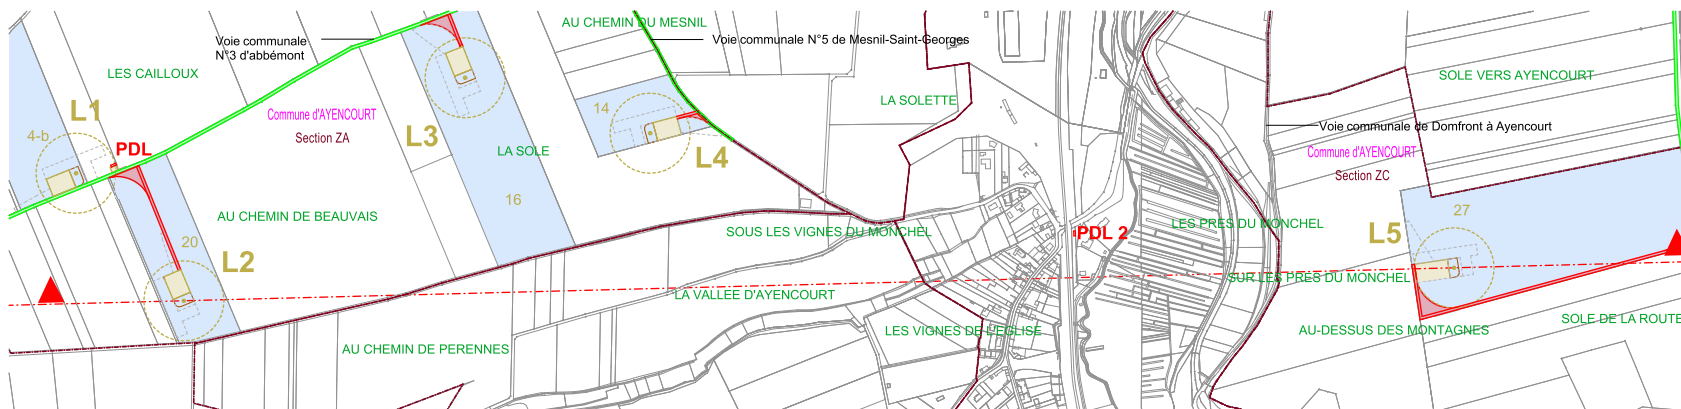 AU CHEMIN DU MESNIL
Voie communale
N°3 d'abbémont
Voie communale N°5 de Mesnil-Saint-Georges
LES CAILLOUX
SOLE VERS AYENCOURT
L1
4-b
Commune d'AYENCOURT
Section ZA
L3
14
LA SOLETTE
Voie communale de Domfront à Ayencourt
PDL
LA SOLE
L4
Commune d'AYENCOURT
Section ZC
16
AU CHEMIN DE BEAUVAIS
20
L2
SOUS LES VIGNES DU MONCHEL
PDL 2
LES PRES DU MONCHEL
L5
27
SUR LES PRES DU MONCHEL
LA VALLEE D'AYENCOURT
LES VIGNES DE L'EGLISE
AU-DESSUS DES MONTAGNES
SOLE DE LA ROUTE
AU CHEMIN DE PERENNES